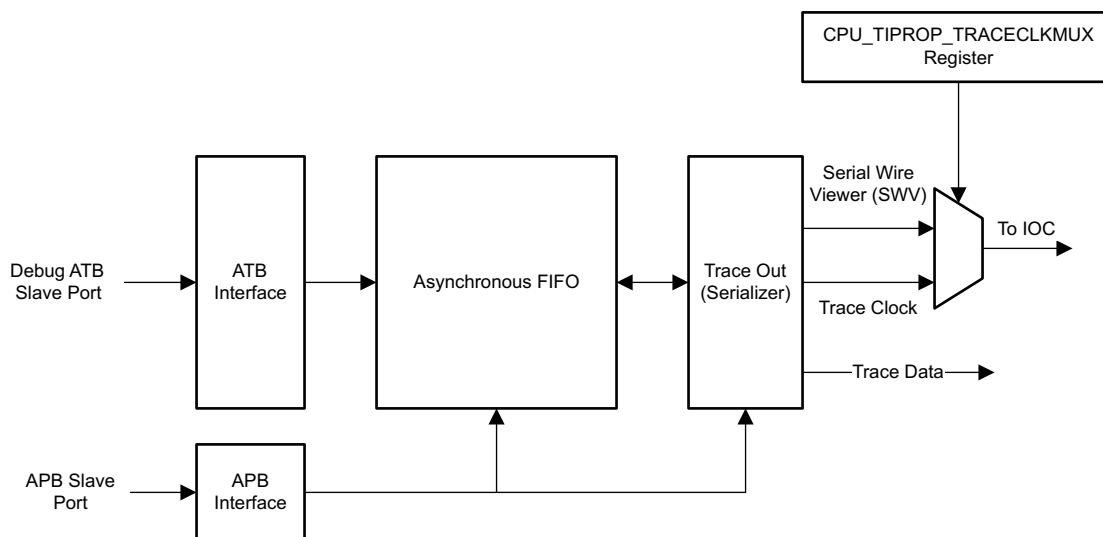 CPU_TIPROP_TRACECLKMUX
Register
Serial Wire
Viewer (SWV)
To IOC
Debug ATB
Slave Port
ATB
Interface
Asynchronous FIFO
Trace Out
(Serializer)
Trace Clock
Trace Data
APB Slave
Port
APB
Interface